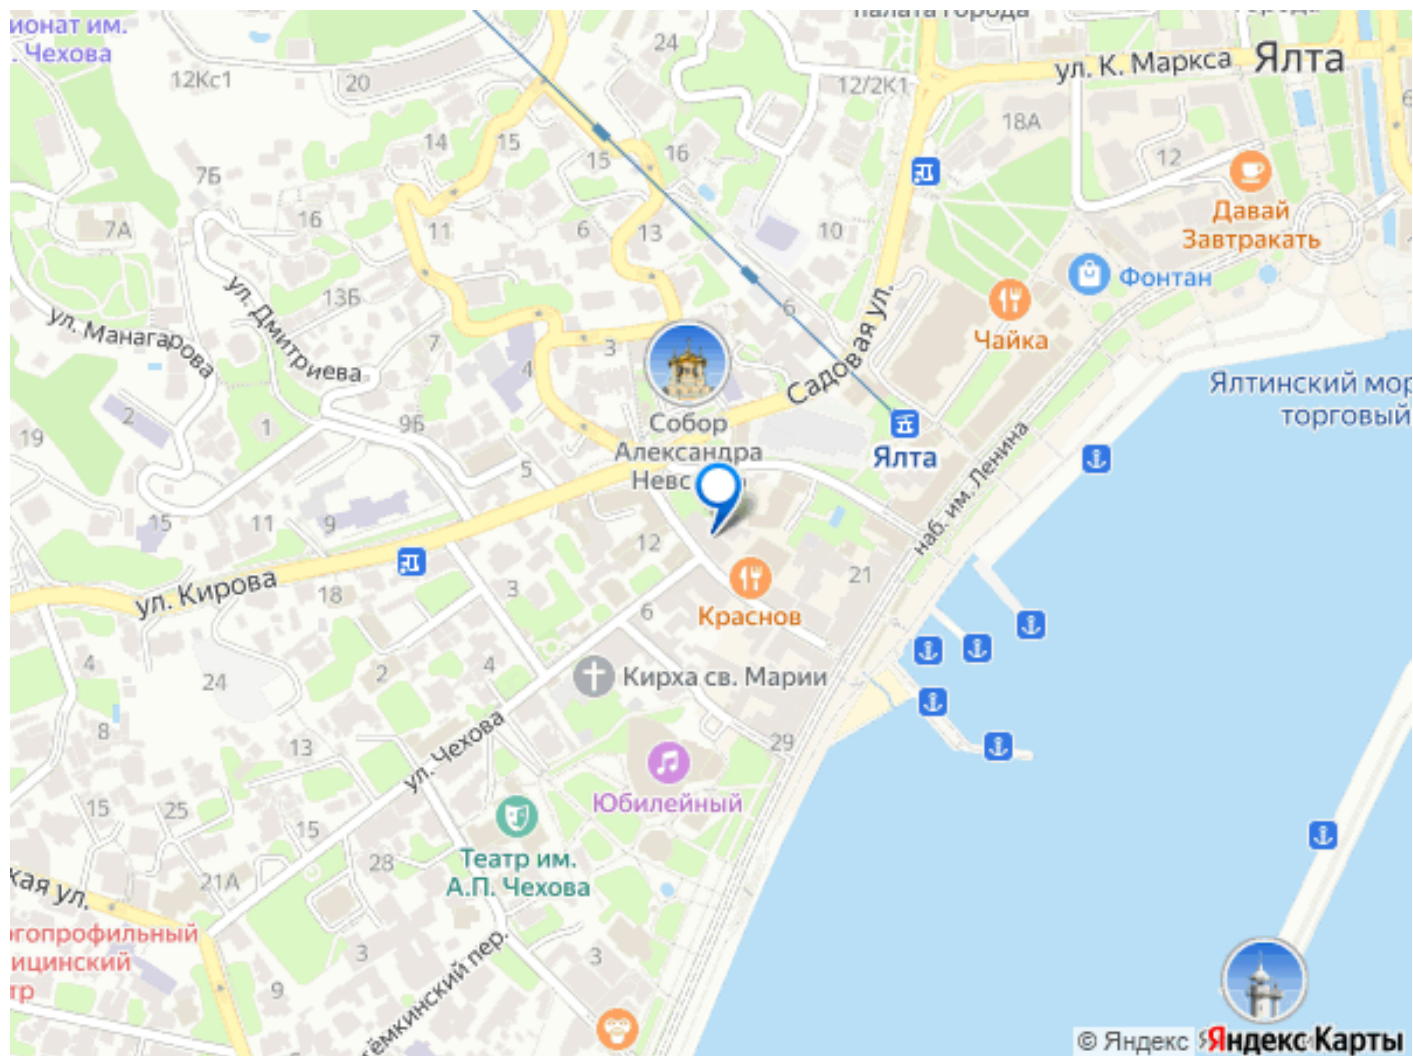 ионат им.
. Чехова
палата города
24
ул. К. Маркса
Ялта
12Кс1
20
12/2К1
18А
14
15
15
16
12
7Б
Давай
Завтракать
7А
16
11
6
13
10
ул. Дмитриева
13Б
6
Фонтан
ул. Манагарова
7
3
Чайка
4
Садовая ул.
Ялтинский мор
торговый
2
1
9Б
Собор
Александра
19
5
Ялта
наб. им. Ленина
15
11
9
12
21
ул. Кирова
18
3
6
Краснов
4
24
2
4
Кирха св. Марии
8
13
ул. Чехова
29
15
25
15
Юбилейный
28
Театр им.
А.П. Чехова
21А
кая ул.
гопрофильный
ицинский
тр
3
9
3
ёмкинский пер.
© Яндекс
Яндекс Карты